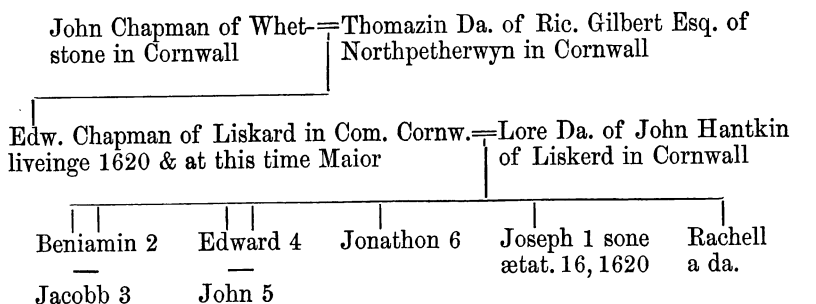 John Chapman of Whet-=Thomazin Da. of Ric. Gilbert Esq. of
stone in Cornwall Northpetherwyn in Cornwall
Edw. Chapman of Liskard in Com. Cornw.=Lore Da. of John Hantkin
liveinge 1620 & at this time Maior of Liskerd in Cornwall
Beniamin 2 Edward 4 Jonathon 6 Joseph 1 sone Rachell
ætat. 16, 1620 a da.
Jacobb 3 John 5